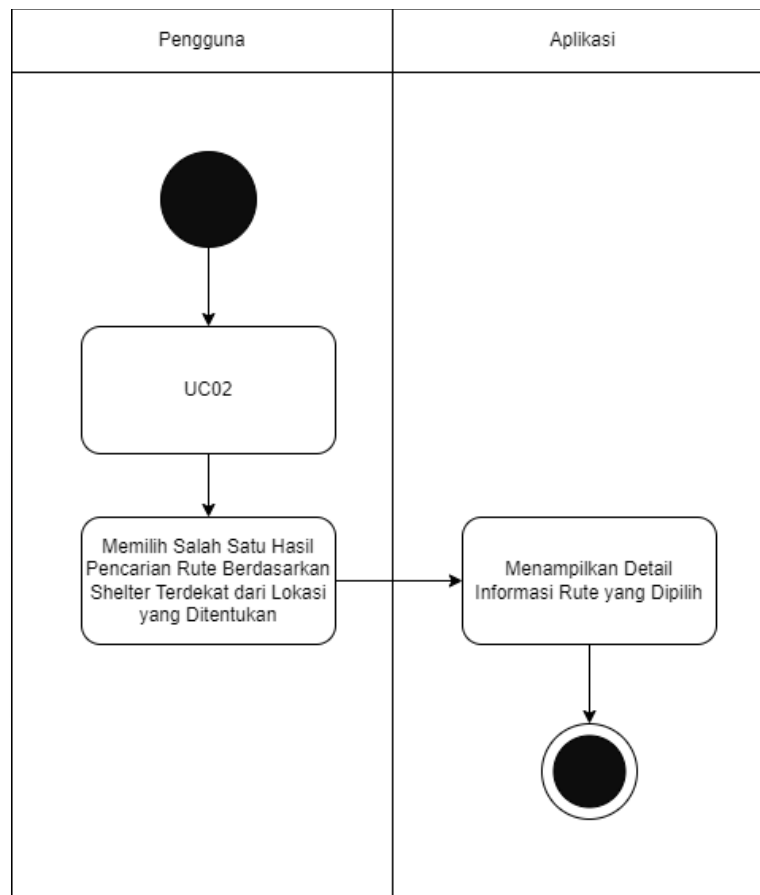 Pengguna
Aplikasi
UC02
Memilih Salah Satu Hasil
Pencarian Rute Berdasarkan
Shelter Terdekat dari Lokasi
yang Ditentukan
Menampilkan Detail
Informasi Rute yang Dipilih